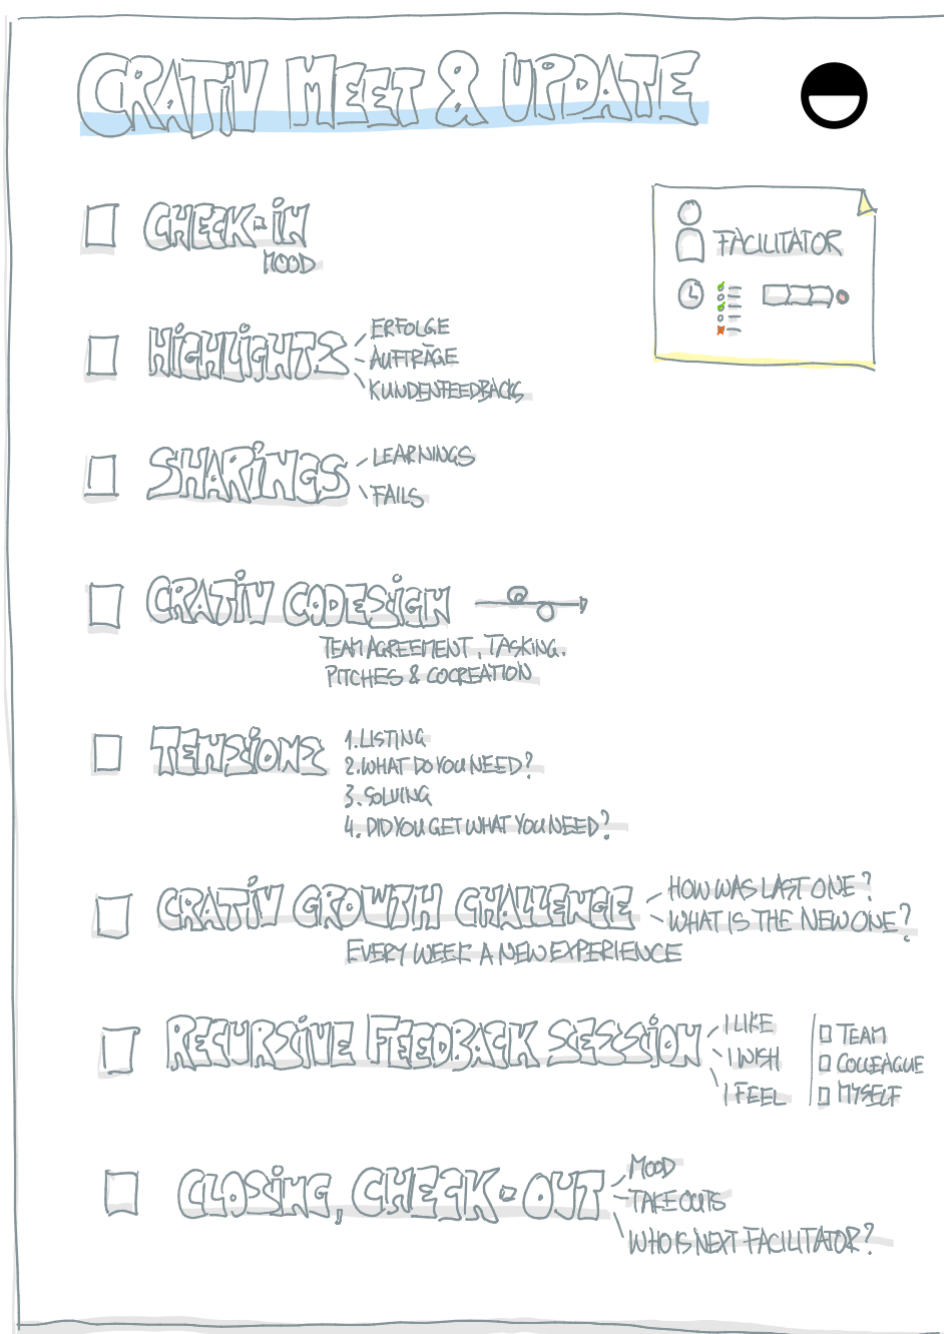 CRATIV MEET & UPDATE
FACILITATOR
CHECK-IN
MOOD
HIGHLIGHTS
ERFOLGE
AUFTRÄGE
KUNDENFEEDBACKS
SHARINGS
LEARNINGS
FAILS
CRATIV CODESIGN
TEAM AGREEMENT, TASKING,
PITCHES & COCREATION
TENSIONS
1. LISTING
2. WHAT DO YOU NEED?
3. SOLVING
4. DID YOU GET WHAT YOU NEED?
CRATIV GROWTH CHALLENGE
HOW WAS LAST ONE?
WHAT IS THE NEW ONE?
EVERY WEEK A NEW EXPERIENCE
RECURSIVE FEEDBACK SESSION
I LIKE
I WISH
I FEEL
TEAM
COLLEAGUE
MYSELF
CLOSING, CHECK-OUT
MOOD
TAKE OUTS
WHO IS NEXT FACILITATOR?